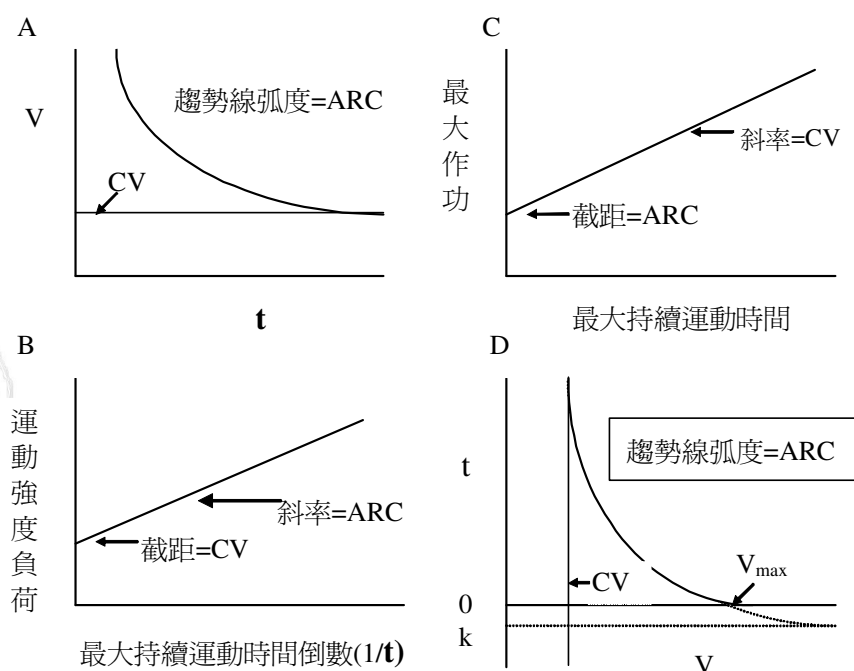 A
V
趨勢線弧度=ARC
CV
t
C
最大作功
斜率=CV
截距=ARC
最大持續運動時間
B
運動強度負荷
斜率=ARC
截距=CV
最大持續運動時間倒數(1/t)
D
t
趨勢線弧度=ARC
CV
Vmax
0
k
V